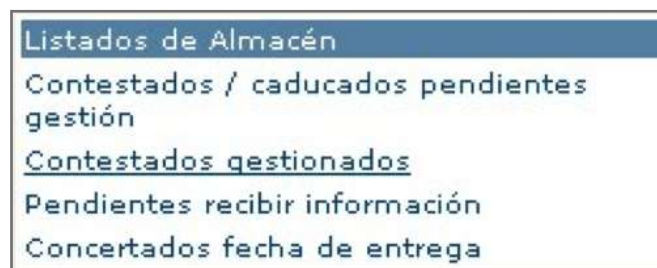 Listados de Almacén
Contestados / caducados pendientes
gestión
Contestados gestionados
Pendientes recibir información
Concertados fecha de entrega